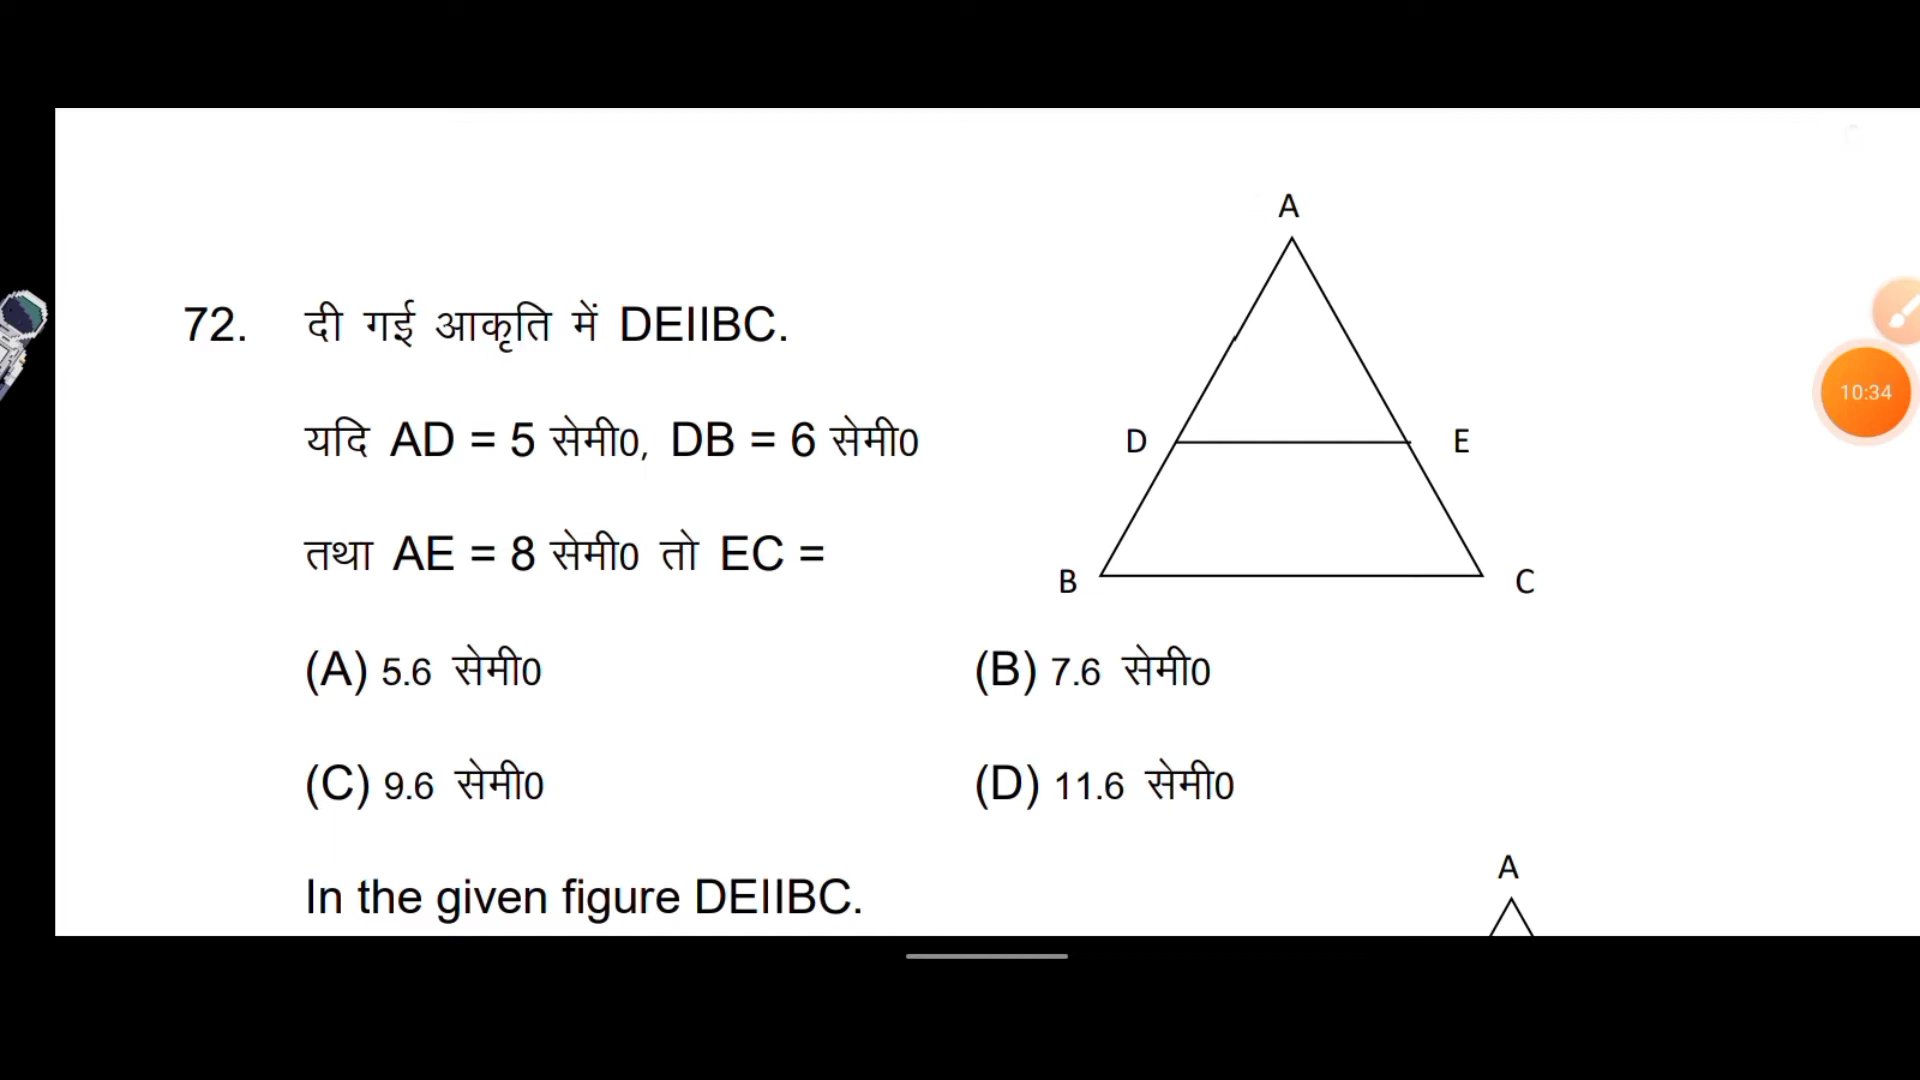 A
72. दी गई आकृति में DEIIBC.
यदि AD = 5 सेमी0, DB = 6 सेमी0
D E
तथा AE = 8 सेमी0 तो EC =
B C
(A) 5.6 सेमी0 (B) 7.6 सेमी0
(C) 9.6 सेमी0 (D) 11.6 सेमी0
A
In the given figure DEIIBC.
10:34